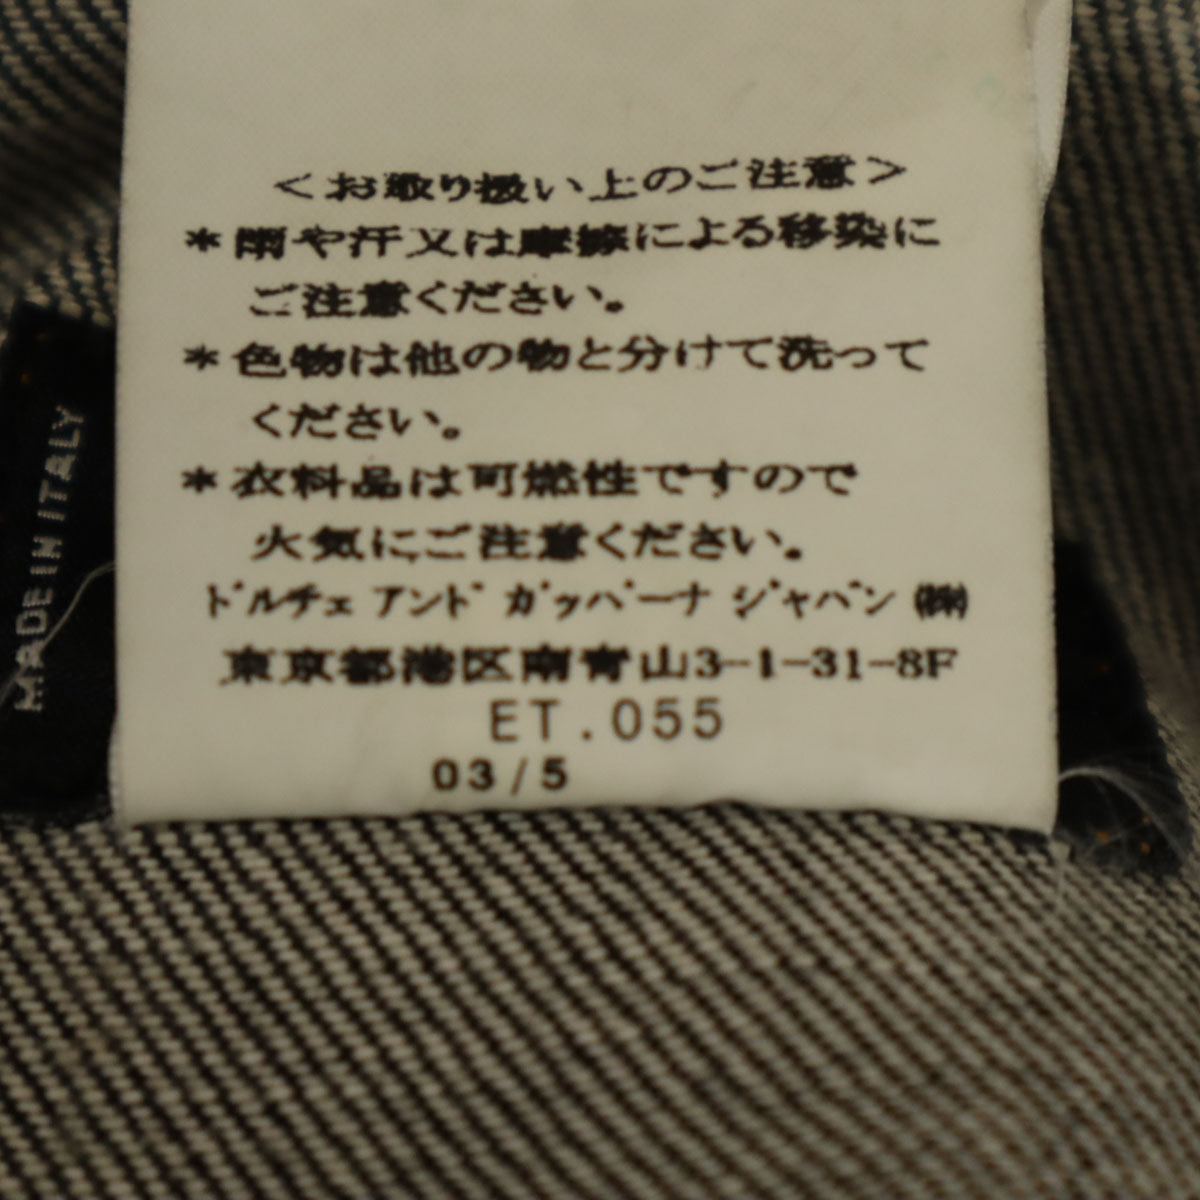 <お取り扱い上のご注意>
*雨や汗又は摩擦による移染に
ご注意ください。
*色物は他の物と分けて洗って
ください。
*衣料品は可燃性ですので
火気にご注意ください。
ﾄﾞﾙﾁｪ ｱﾝﾄﾞ ｶﾞｯﾊﾞｰﾅ ｼﾞｬﾊﾟﾝ ㈱
東京都港区南青山3-1-31-8F
ET.055
03/5
MADE IN ITALY